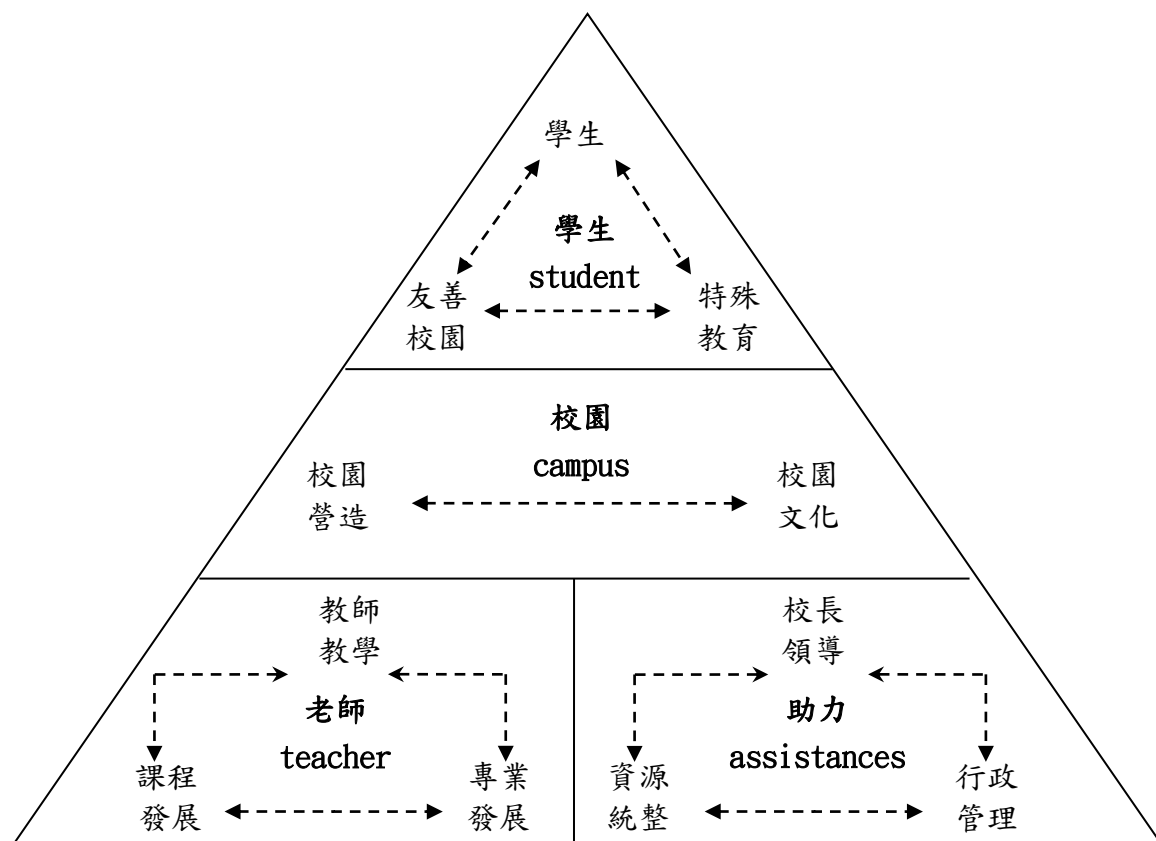 學生
學生
student
友善
校園
特殊
教育
校園
campus
校園
營造
校園
文化
教師
教學
老師
teacher
課程
發展
專業
發展
校長
領導
助力
assistances
資源
統整
行政
管理